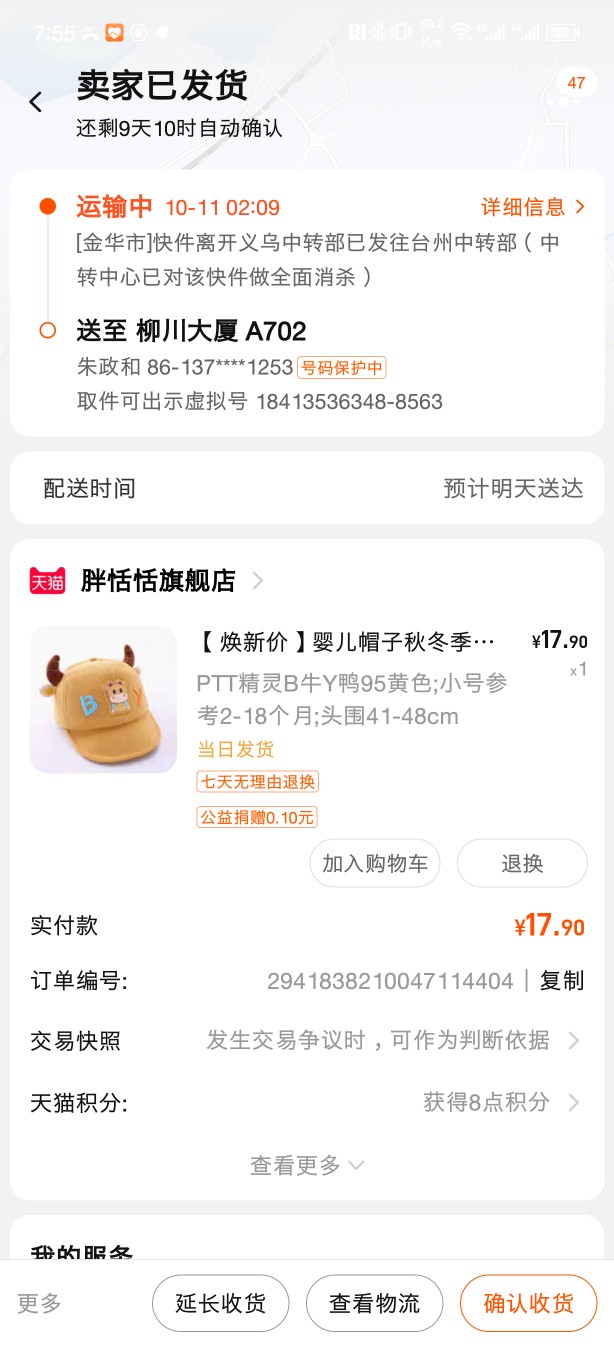 7:55
69.2
K/s
83
卖家已发货
47
还剩9天10时自动确认
运输中 10-11 02:09
详细信息
[金华市]快件离开义乌中转部已发往台州中转部（中
转中心已对该快件做全面消杀）
送至 柳川大厦 A702
朱政和 86-137****1253 号码保护中
取件可出示虚拟号 18413536348-8563
配送时间
预计明天送达
天猫 胖恬恬旗舰店
【焕新价】婴儿帽子秋冬季…
¥17.90
PTT精灵B牛Y鸭95黄色;小号参
x1
考2-18个月;头围41-48cm
当日发货
七天无理由退换
公益捐赠0.10元
B
Y
加入购物车
退换
实付款
¥17.90
订单编号:
2941838210047114404 | 复制
交易快照
发生交易争议时，可作为判断依据
天猫积分:
获得8点积分
查看更多
我的服务
更多
延长收货
查看物流
确认收货